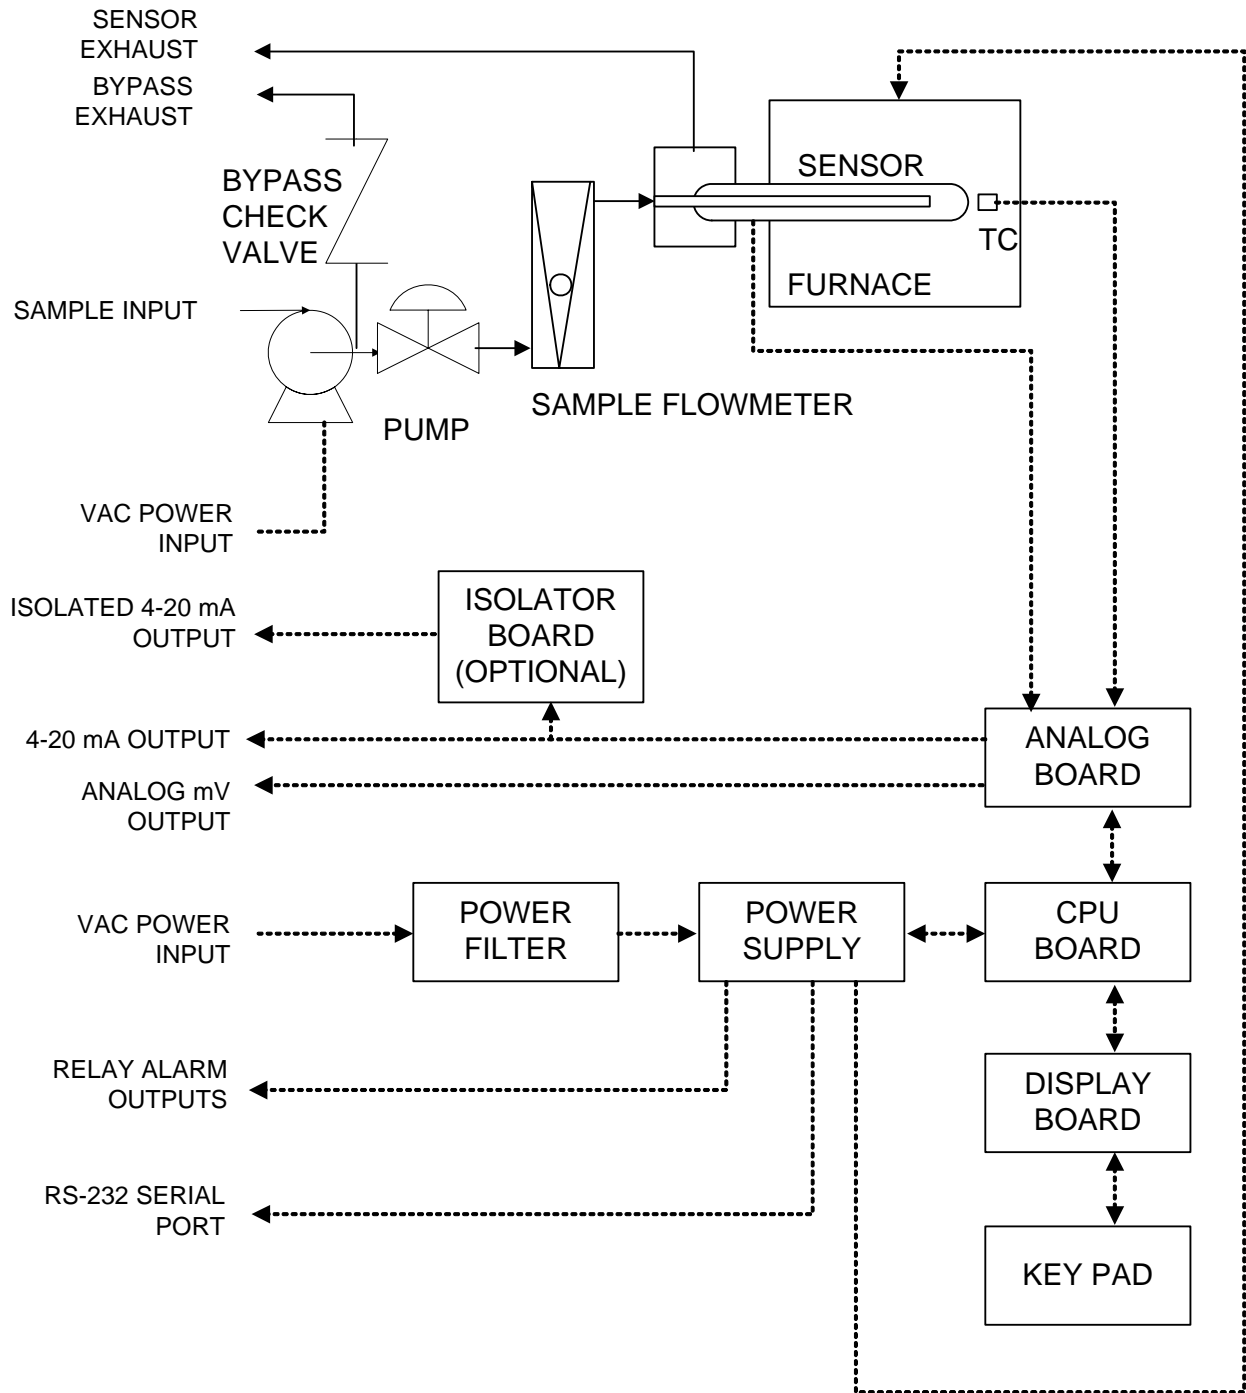 SENSOR
EXHAUST
BYPASS
EXHAUST
BYPASS
CHECK
VALVE
SENSOR
TC
FURNACE
SAMPLE INPUT
SAMPLE FLOWMETER
PUMP
VAC POWER
INPUT
ISOLATED 4-20 mA
OUTPUT
ISOLATOR
BOARD
(OPTIONAL)
4-20 mA OUTPUT
ANALOG
BOARD
ANALOG mV
OUTPUT
VAC POWER
INPUT
POWER
FILTER
POWER
SUPPLY
CPU
BOARD
RELAY ALARM
OUTPUTS
DISPLAY
BOARD
RS-232 SERIAL
PORT
KEY PAD